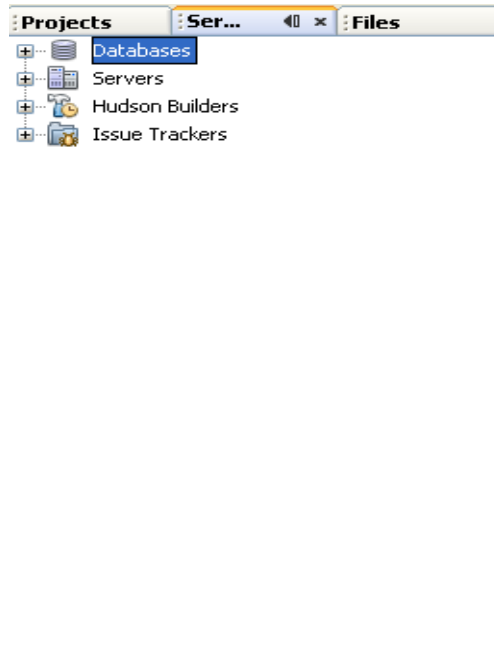 Projects Ser... Files
Databases
Servers
Hudson Builders
Issue Trackers